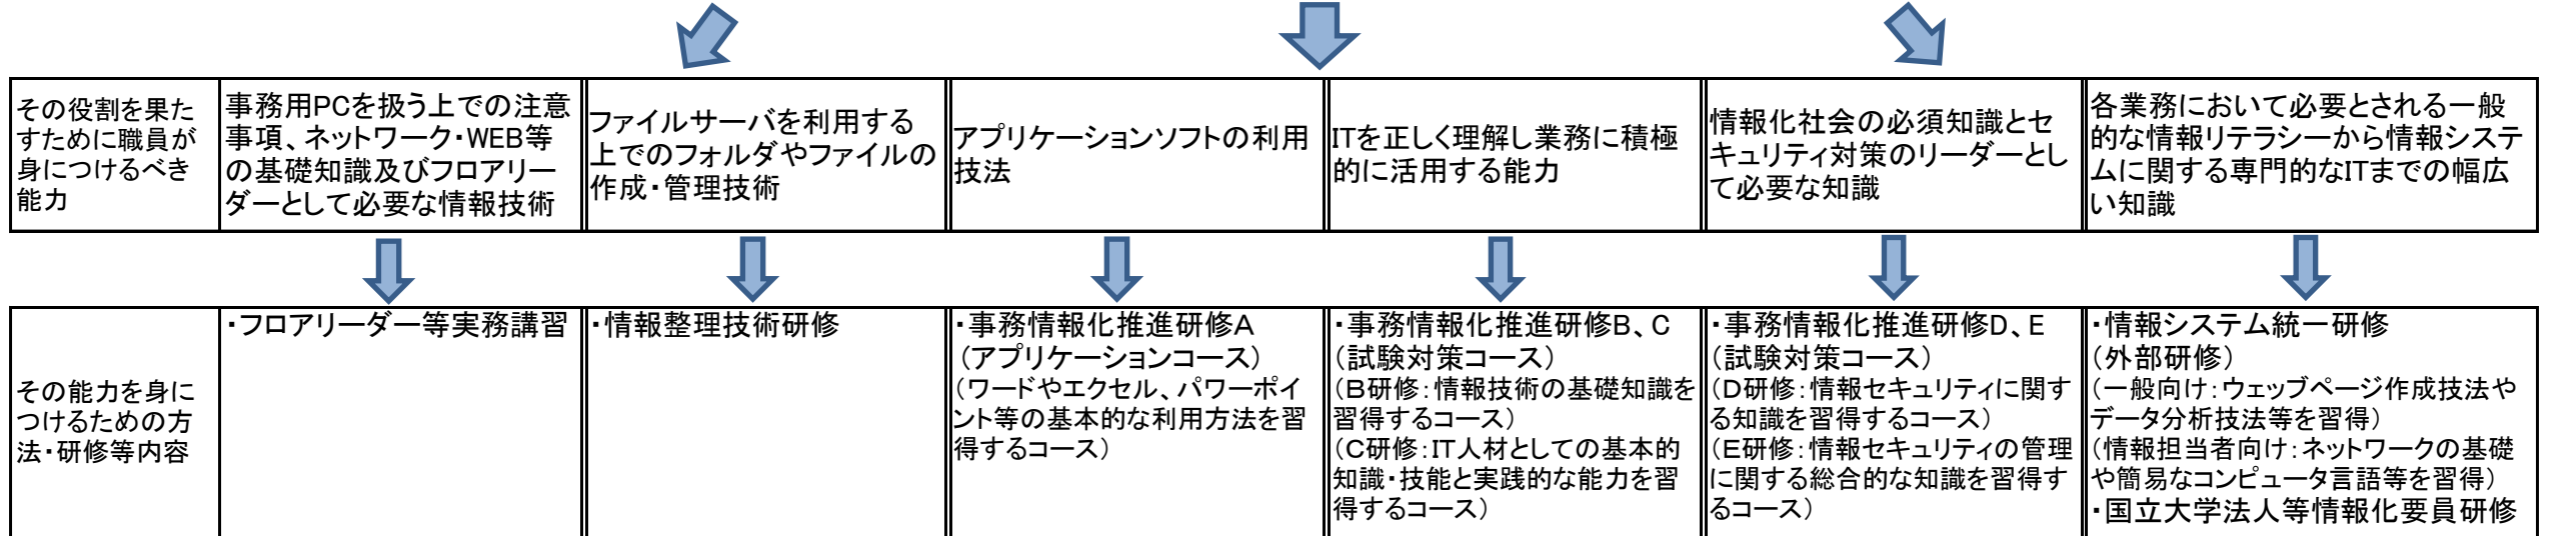 その役割を果た
すために職員が
身につけるべき
能力
事務用PCを扱う上での注意
事項、ネットワーク・WEB等
の基礎知識及びフロアリー
ダーとして必要な情報技術
ファイルサーバを利用する
上でのフォルダやファイルの
作成・管理技術
アプリケーションソフトの利用
技法
ITを正しく理解し業務に積極
的に活用する能力
情報化社会の必須知識とセ
キュリティ対策のリーダーとし
て必要な知識
各業務において必要とされる一般
的な情報リテラシーから情報システ
ムに関する専門的なITまでの幅広
い知識
その能力を身に
つけるための方
法・研修等内容
・フロアリーダー等実務講習
・情報整理技術研修
・事務情報化推進研修A
（アプリケーションコース）
（ワードやエクセル、パワーポイ
ント等の基本的な利用方法を習
得するコース）
・事務情報化推進研修B、C
（試験対策コース）
（B研修：情報技術の基礎知識を
習得するコース）
（C研修：IT人材としての基本的
知識・技能と実践的な能力を習
得するコース）
・事務情報化推進研修D、E
（試験対策コース）
（D研修：情報セキュリティに関す
る知識を習得するコース）
（E研修：情報セキュリティの管理
に関する総合的な知識を習得す
るコース）
・情報システム統一研修
（外部研修）
（一般向け：ウェッブページ作成技法や
データ分析技法等を習得）
（情報担当者向け：ネットワークの基礎
や簡易なコンピュータ言語等を習得）
・国立大学法人等情報化要員研修